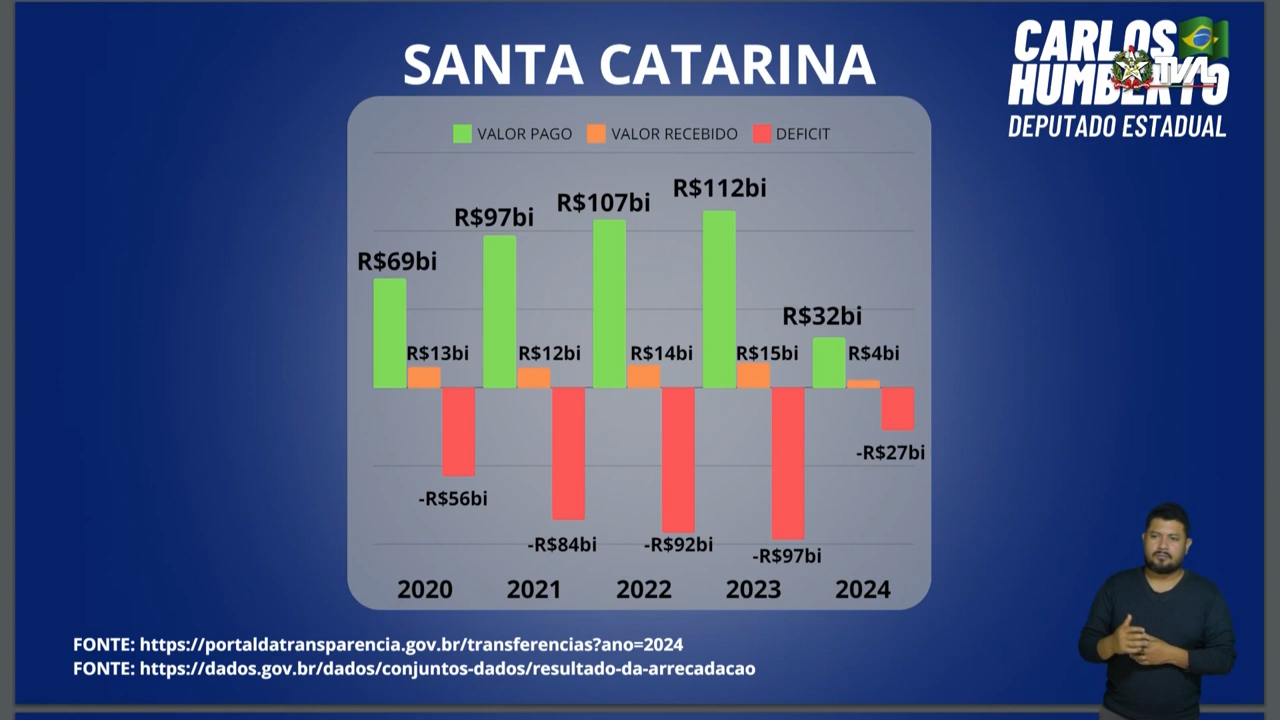 SANTA CATARINA
CARLOS
HUMBERTO
DEPUTADO ESTADUAL
VALOR PAGO VALOR RECEBIDO DEFICIT
R$69bi R$97bi R$107bi R$112bi R$32bi
R$13bi R$12bi R$14bi R$15bi R$4bi
-R$56bi -R$84bi -R$92bi -R$97bi -R$27bi
2020 2021 2022 2023 2024
FONTE: https://portaldatransparencia.gov.br/transferencias?ano=2024
FONTE: https://dados.gov.br/dados/conjuntos-dados/resultado-da-arrecadacao